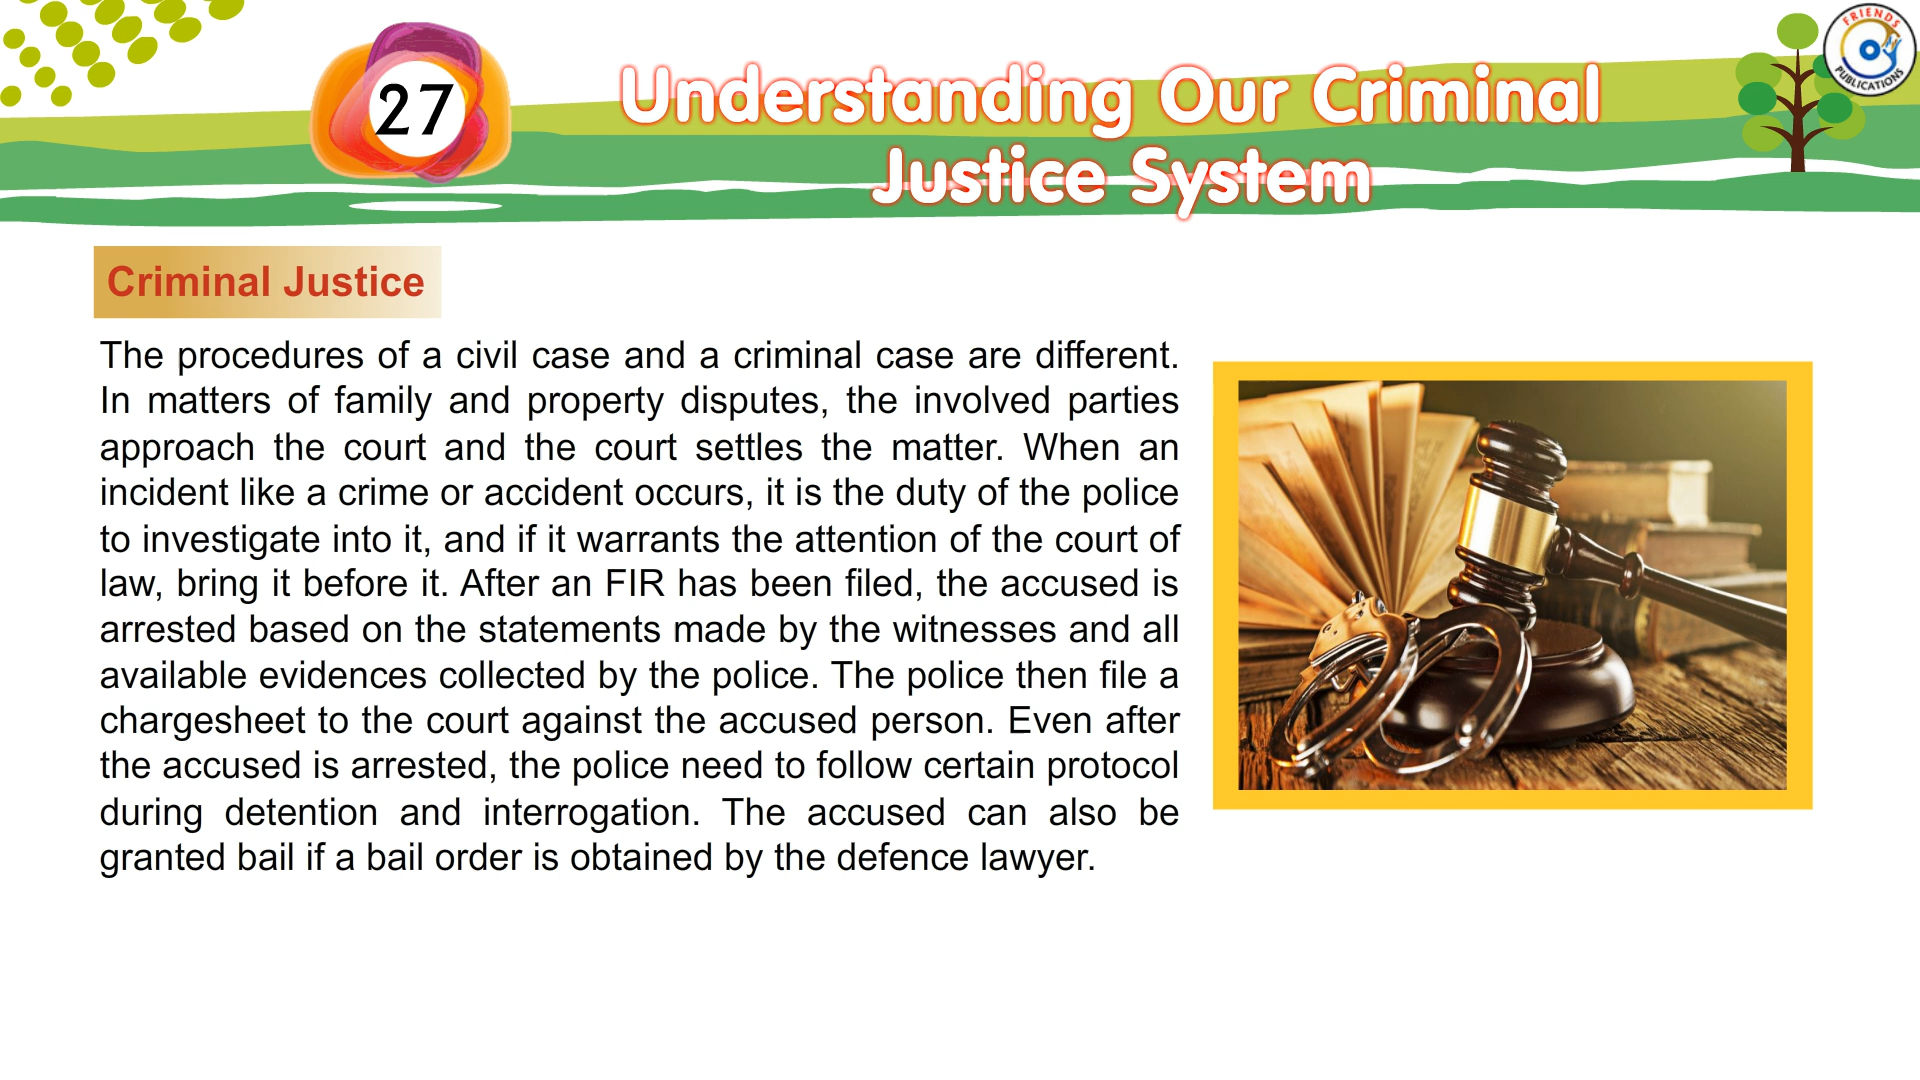 27
Understanding Our Criminal
Justice System
FRIENDS
PUBLICATIONS
Criminal Justice
The procedures of a civil case and a criminal case are different.
In matters of family and property disputes, the involved parties
approach the court and the court settles the matter. When an
incident like a crime or accident occurs, it is the duty of the police
to investigate into it, and if it warrants the attention of the court of
law, bring it before it. After an FIR has been filed, the accused is
arrested based on the statements made by the witnesses and all
available evidences collected by the police. The police then file a
chargesheet to the court against the accused person. Even after
the accused is arrested, the police need to follow certain protocol
during detention and interrogation. The accused can also be
granted bail if a bail order is obtained by the defence lawyer.